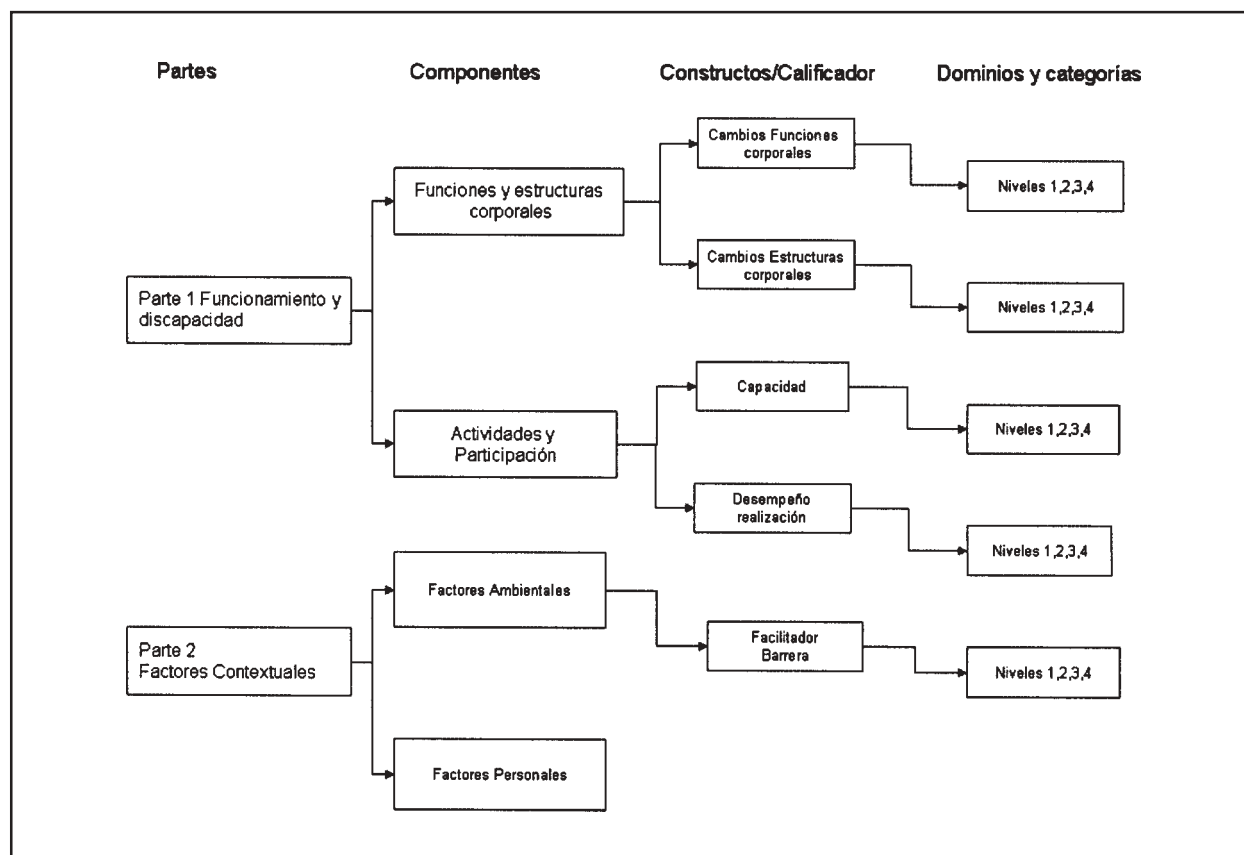 Partes
Componentes
Constructos/Calificador
Dominios y categorías
Parte 1 Funcionamiento y
discapacidad
Funciones y estructuras
corporales
Cambios Funciones
corporales
Niveles 1,2,3,4
Cambios Estructuras
corporales
Niveles 1,2,3,4
Actividades y
Participación
Capacidad
Niveles 1,2,3,4
Desempeño
realización
Niveles 1,2,3,4
Parte 2
Factores Contextuales
Factores Ambientales
Facilitador
Barrera
Niveles 1,2,3,4
Factores Personales